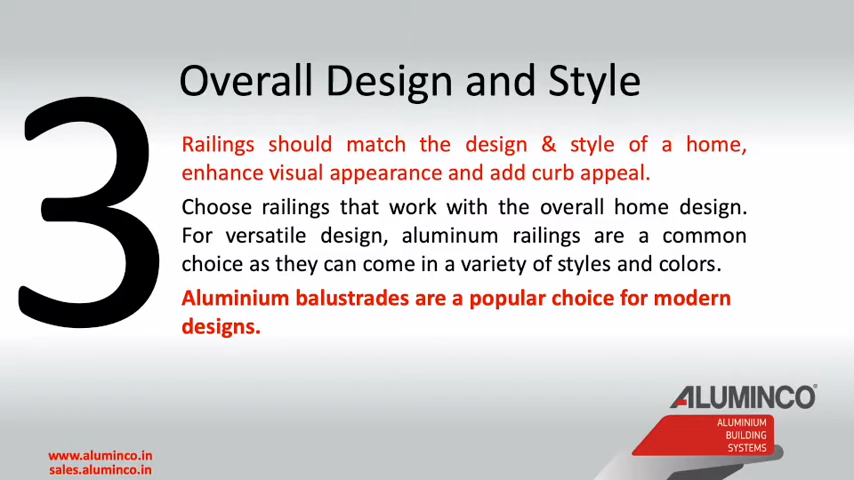 3
Overall Design and Style
Railings should match the design & style of a home,
enhance visual appearance and add curb appeal.
Choose railings that work with the overall home design.
For versatile design, aluminum railings are a common
choice as they can come in a variety of styles and colors.
Aluminium balustrades are a popular choice for modern
designs.
ALUMINCO®
ALUMINIUM
BUILDING
SYSTEMS
www.aluminco.in
sales.aluminco.in